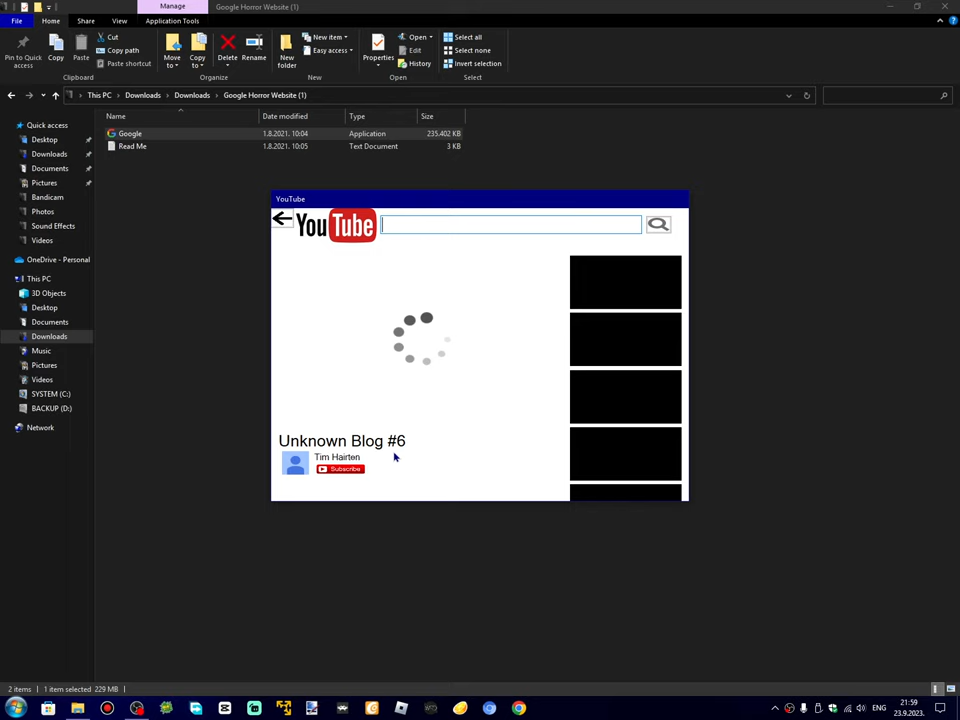 Manage
Google Horror Website (1)
File
Home
Share
View
Application Tools
Pin to Quick access
Copy
Paste
Cut
Copy path
Paste shortcut
Clipboard
Move to
Copy to
Delete
Rename
Organize
New folder
New item
Easy access
New
Properties
Open
Edit
History
Open
Select all
Select none
Invert selection
Select
This PC > Downloads > Downloads > Google Horror Website (1)
Name
Date modified
Type
Size
Google
1.8.2021. 10:04
Application
235.402 KB
Read Me
1.8.2021. 10:05
Text Document
3 KB
Quick access
Desktop
Downloads
Documents
Pictures
Bandicam
Photos
Sound Effects
Videos
OneDrive - Personal
This PC
3D Objects
Desktop
Documents
Downloads
Music
Pictures
Videos
SYSTEM (C:)
BACKUP (D:)
Network
YouTube
YouTube
Unknown Blog #6
Tim Hairten
Subscribe
2 items
1 item selected 229 MB
ENG
21:59
23.9.2023.